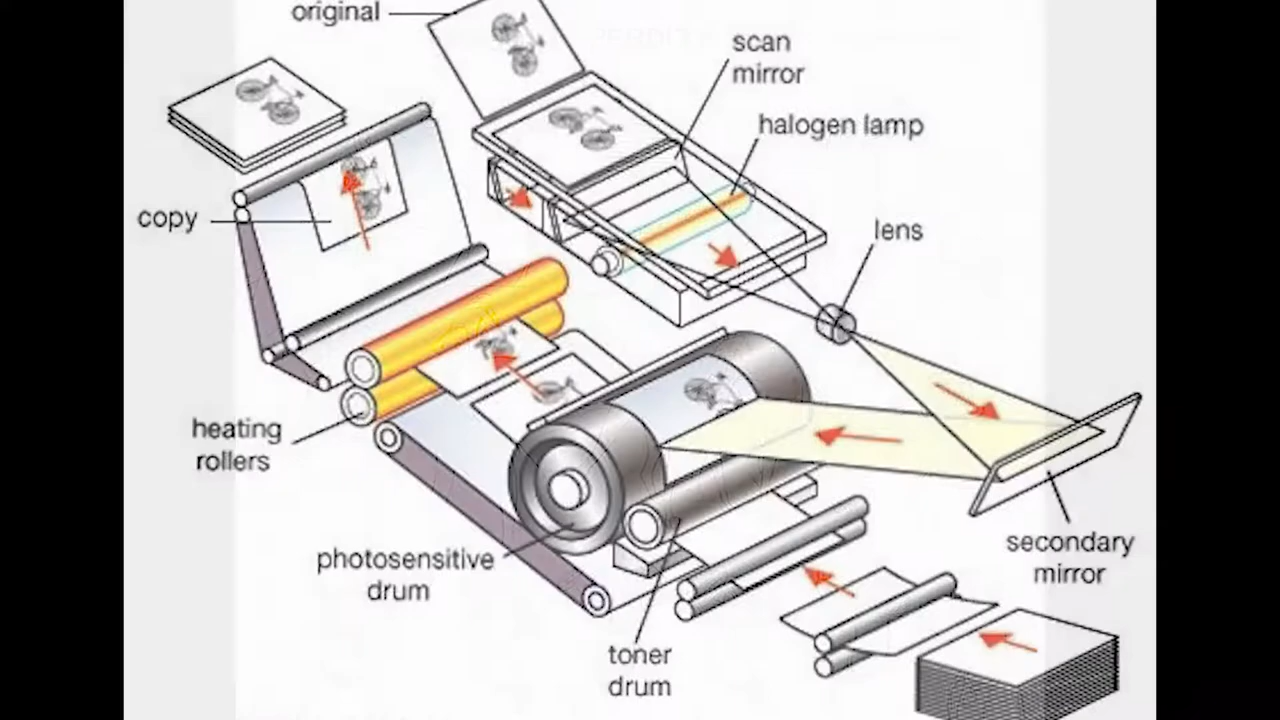 original
scan
mirror
halogen lamp
copy
lens
heating
rollers
photosensitive
drum
secondary
mirror
toner
drum